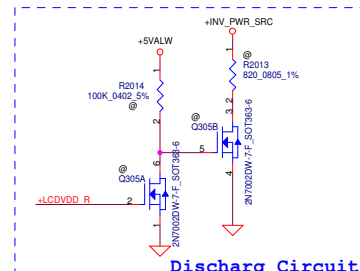 +INV_PWR_SRC
+5VALW
@
R2013
820_0805_1%
R2014
100K_0402_5%
@
1
2
1
2
3
@
Q305B
5
4
2N7002DW-7-F_SOT363-6
@
Q305A
6
+LCDVDD_R
2
1
2N7002DW-7-F_SOT363-6
Discharg Circuit